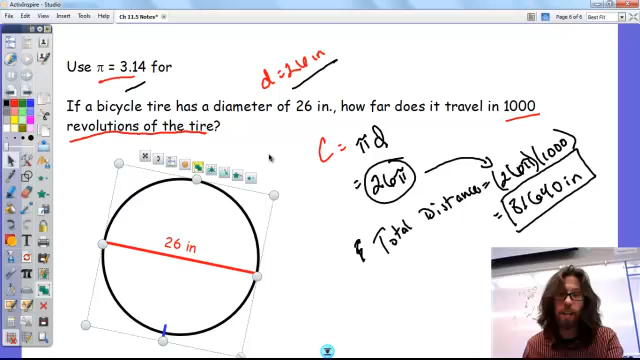 ActivInspire - Studio
File Edit View Insert Tools Help
Ch 11.5 Notes*
Page 6 of 6
Best Fit
Use π = 3.14 for
d = 26 in
If a bicycle tire has a diameter of 26 in., how far does it travel in 1000
revolutions of the tire?
C = πd
= 26π
Total Distance = (26π)(1000)
= 81640 in
26 in